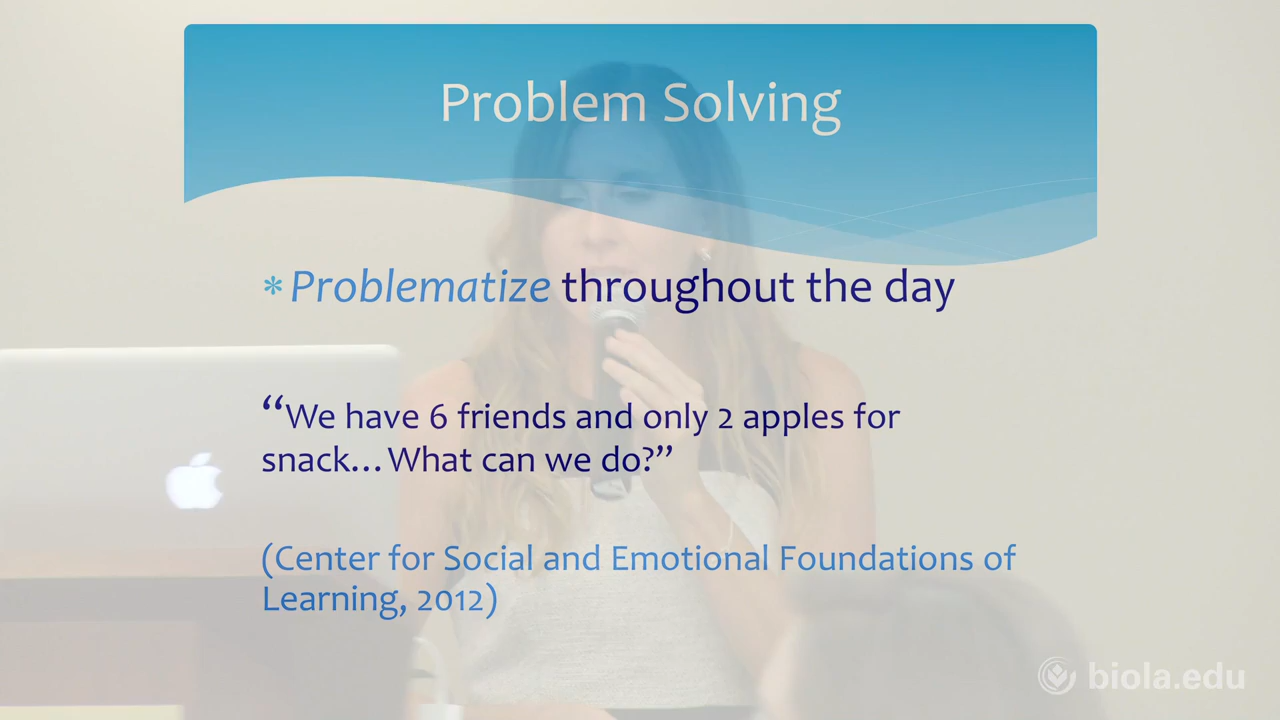 Problem Solving
* Problematize throughout the day
“We have 6 friends and only 2 apples for
snack...What can we do?”
(Center for Social and Emotional Foundations of
Learning, 2012)
biola.edu